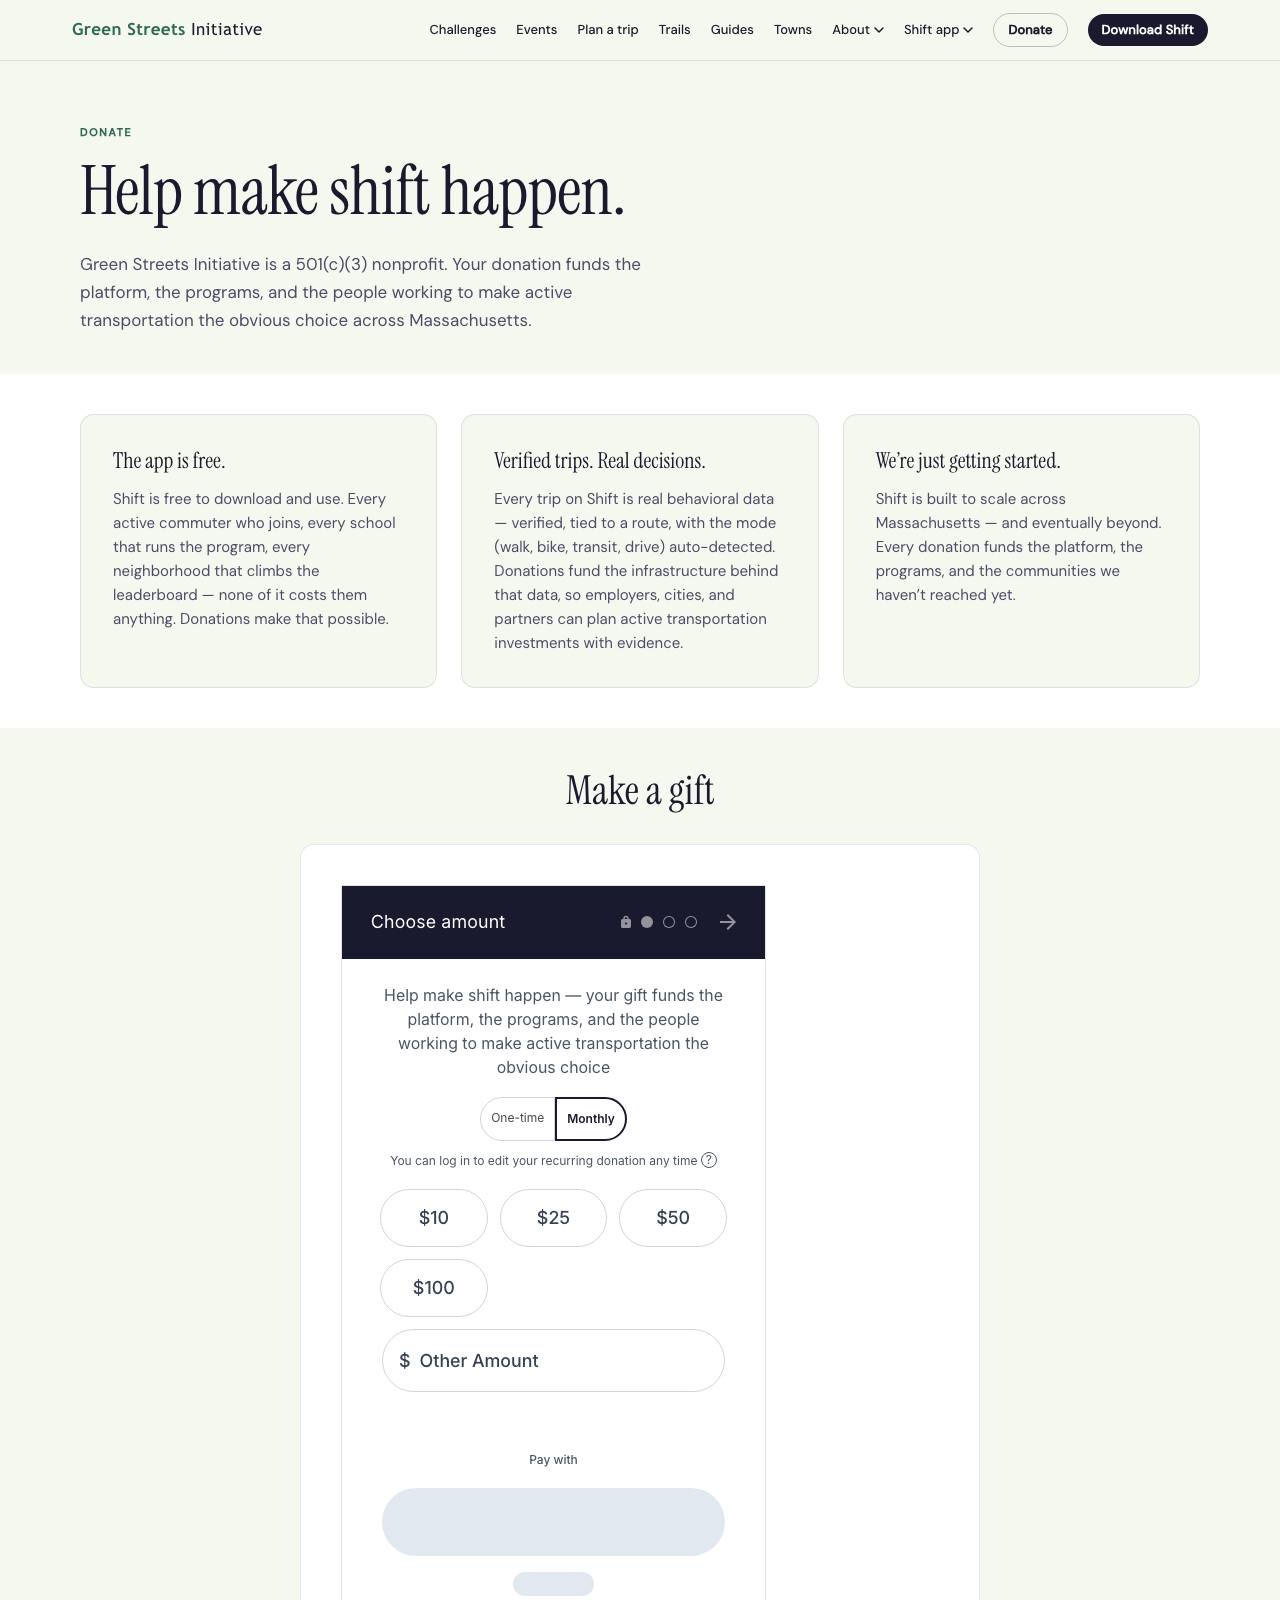 Green Streets Initiative
Challenges Events Plan a trip Trails Guides Towns About Shift app Donate Download Shift
DONATE
Help make shift happen.
Green Streets Initiative is a 501(c)(3) nonprofit. Your donation funds the
platform, the programs, and the people working to make active
transportation the obvious choice across Massachusetts.
The app is free.
Shift is free to download and use. Every
active commuter who joins, every school
that runs the program, every
neighborhood that climbs the
leaderboard — none of it costs them
anything. Donations make that possible.
Verified trips. Real decisions.
Every trip on Shift is real behavioral data
— verified, tied to a route, with the mode
(walk, bike, transit, drive) auto-detected.
Donations fund the infrastructure behind
that data, so employers, cities, and
partners can plan active transportation
investments with evidence.
We’re just getting started.
Shift is built to scale across
Massachusetts — and eventually beyond.
Every donation funds the platform, the
programs, and the communities we
haven’t reached yet.
Make a gift
Choose amount
Help make shift happen — your gift funds the
platform, the programs, and the people
working to make active transportation the
obvious choice
One-time Monthly
You can log in to edit your recurring donation any time ?
$10 $25 $50
$100
$ Other Amount
Pay with